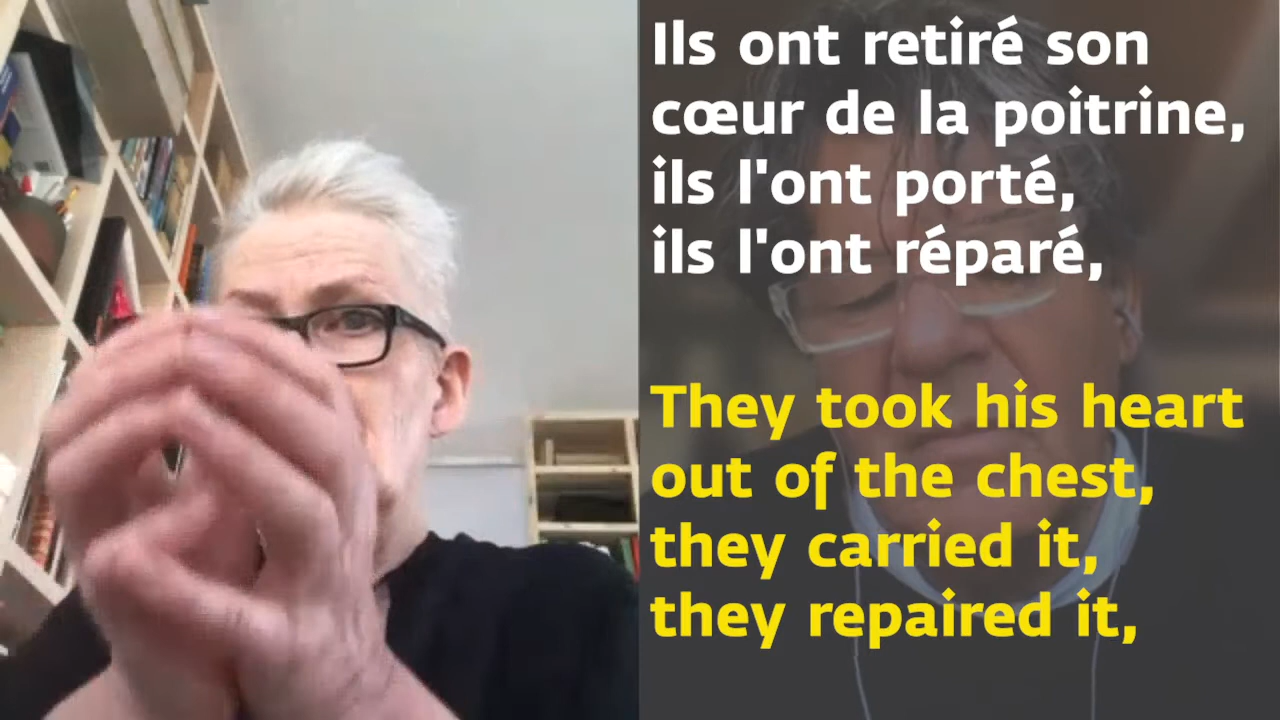 Ils ont retiré son
cœur de la poitrine,
ils l'ont porté,
ils l'ont réparé,
They took his heart
out of the chest,
they carried it,
they repaired it,